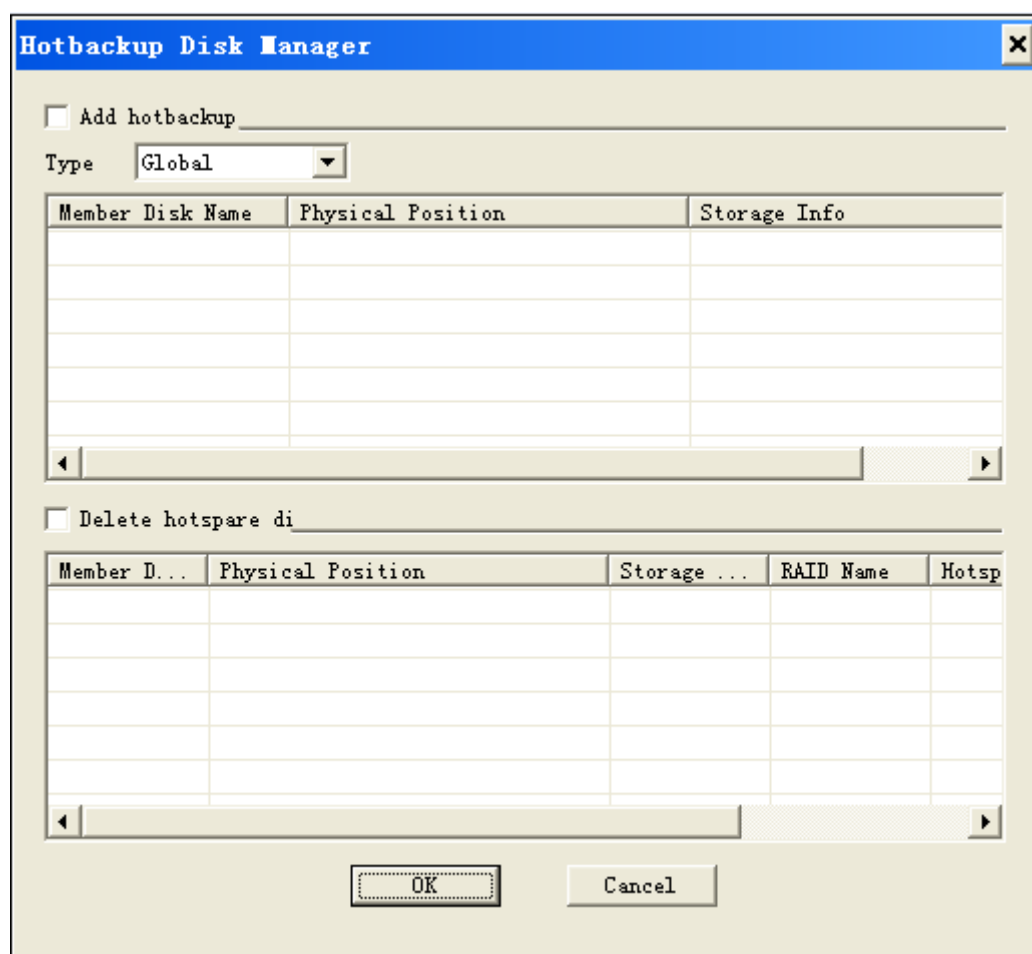 Hotbackup Disk Manager
Add hotbackup
Type Global
Member Disk Name Physical Position Storage Info
Delete hotspare di
Member D... Physical Position Storage ... RAID Name Hotsp
OK Cancel